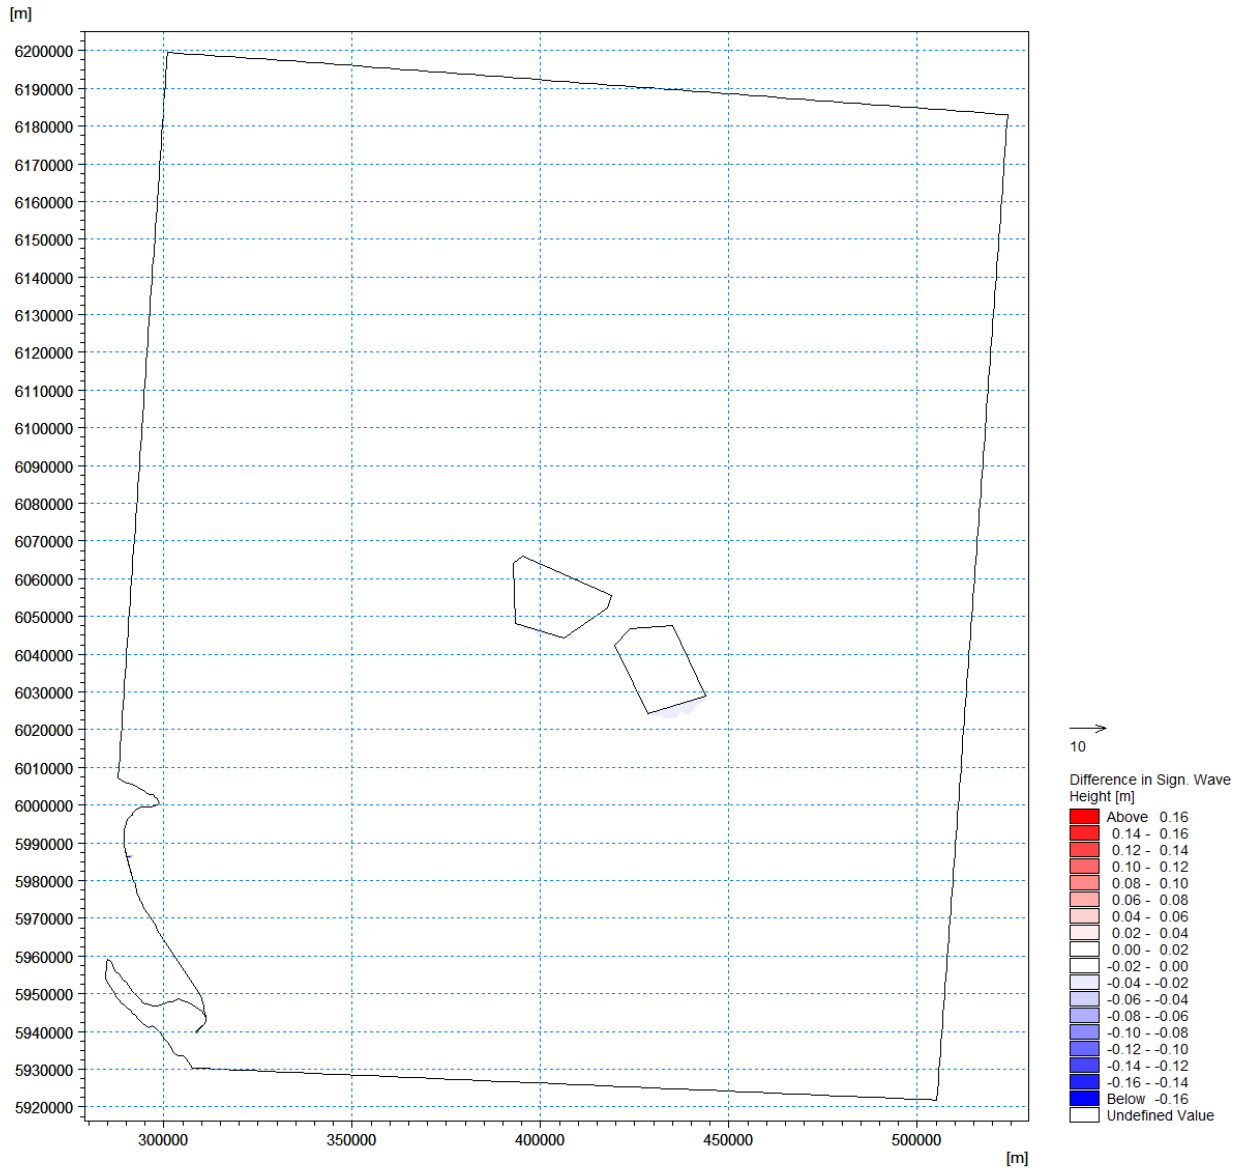 [m]
6200000
6190000
6180000
6170000
6160000
6150000
6140000
6130000
6120000
6110000
6100000
6090000
6080000
6070000
6060000
6050000
6040000
6030000
6020000
6010000
6000000
5990000
5980000
5970000
5960000
5950000
5940000
5930000
5920000
300000 350000 400000 450000 500000
[m]
10
Difference in Sign. Wave
Height [m]
Above 0.16
0.14 - 0.16
0.12 - 0.14
0.10 - 0.12
0.08 - 0.10
0.06 - 0.08
0.04 - 0.06
0.02 - 0.04
0.00 - 0.02
-0.02 - 0.00
-0.04 - -0.02
-0.06 - -0.04
-0.08 - -0.06
-0.10 - -0.08
-0.12 - -0.10
-0.14 - -0.12
-0.16 - -0.14
Below -0.16
Undefined Value